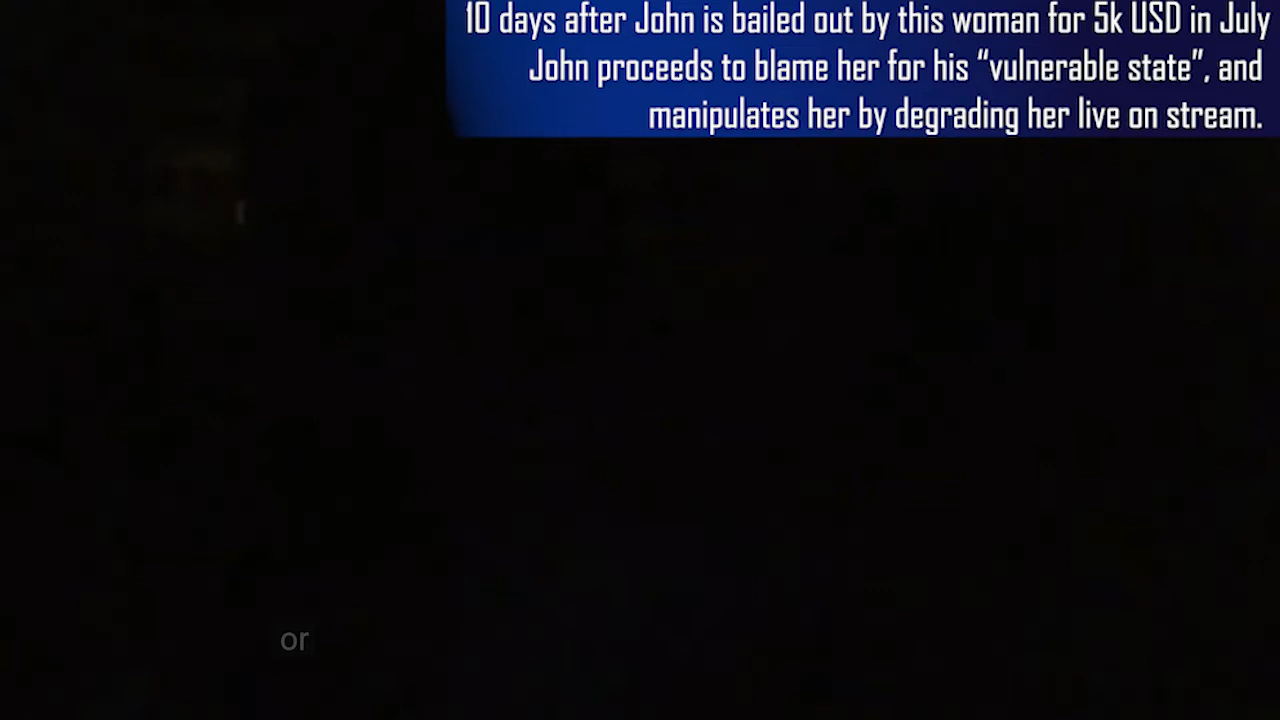 10 days after John is bailed out by this woman for 5k USD in July
John proceeds to blame her for his “vulnerable state”, and
manipulates her by degrading her live on stream.
or